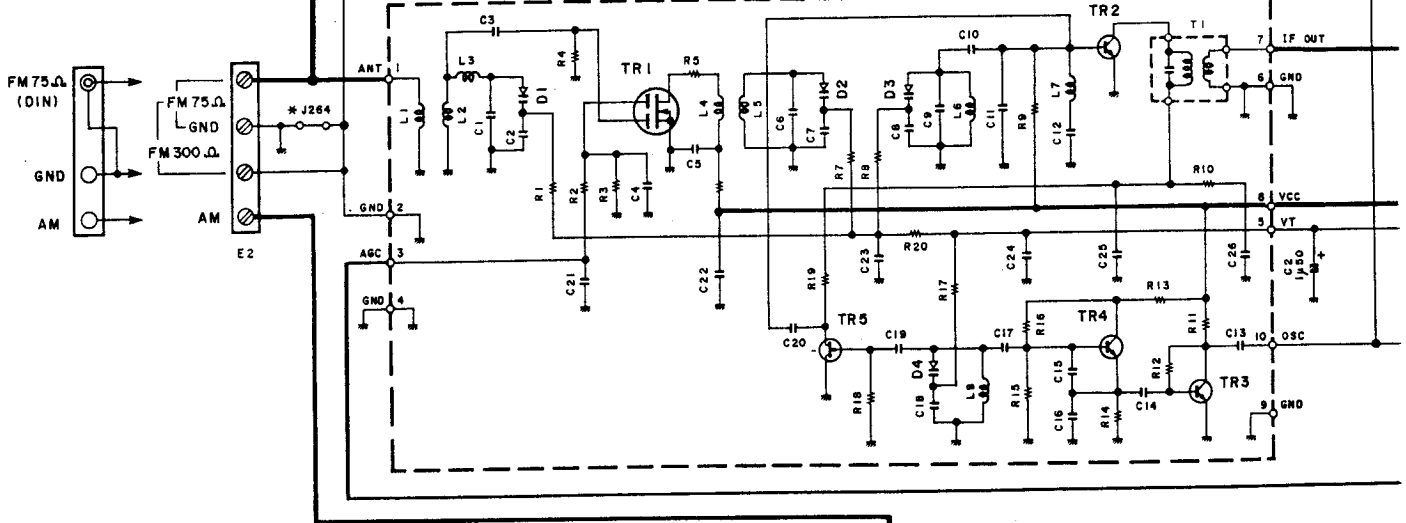 TR2
T1
C3
C10
7 IF OUT
FM 75Ω
(DIN)
ANT 1
L3
R4
TR1
R5
D2
D3
L7
6 GND
FM 75Ω
GND
* J264
L1
L2
C1
C2
D1
L4
L5
C6
C7
C8
C9
L6
C11
R9
C12
FM 300Ω
C5
GND
R1
R2
R3
C4
R7
R8
R10
AM
AM
GND 2
8 VCC
5 VT
E2
R20
AGC 3
C21
C22
C23
C24
C25
C26
C2
1μ50
+
R19
R17
R13
GND 4
TR5
R16
TR4
R11
C20
C19
C17
C13
10 OSC
D4
C15
R12
TR3
R18
C18
L8
R15
C16
R14
C14
9 GND